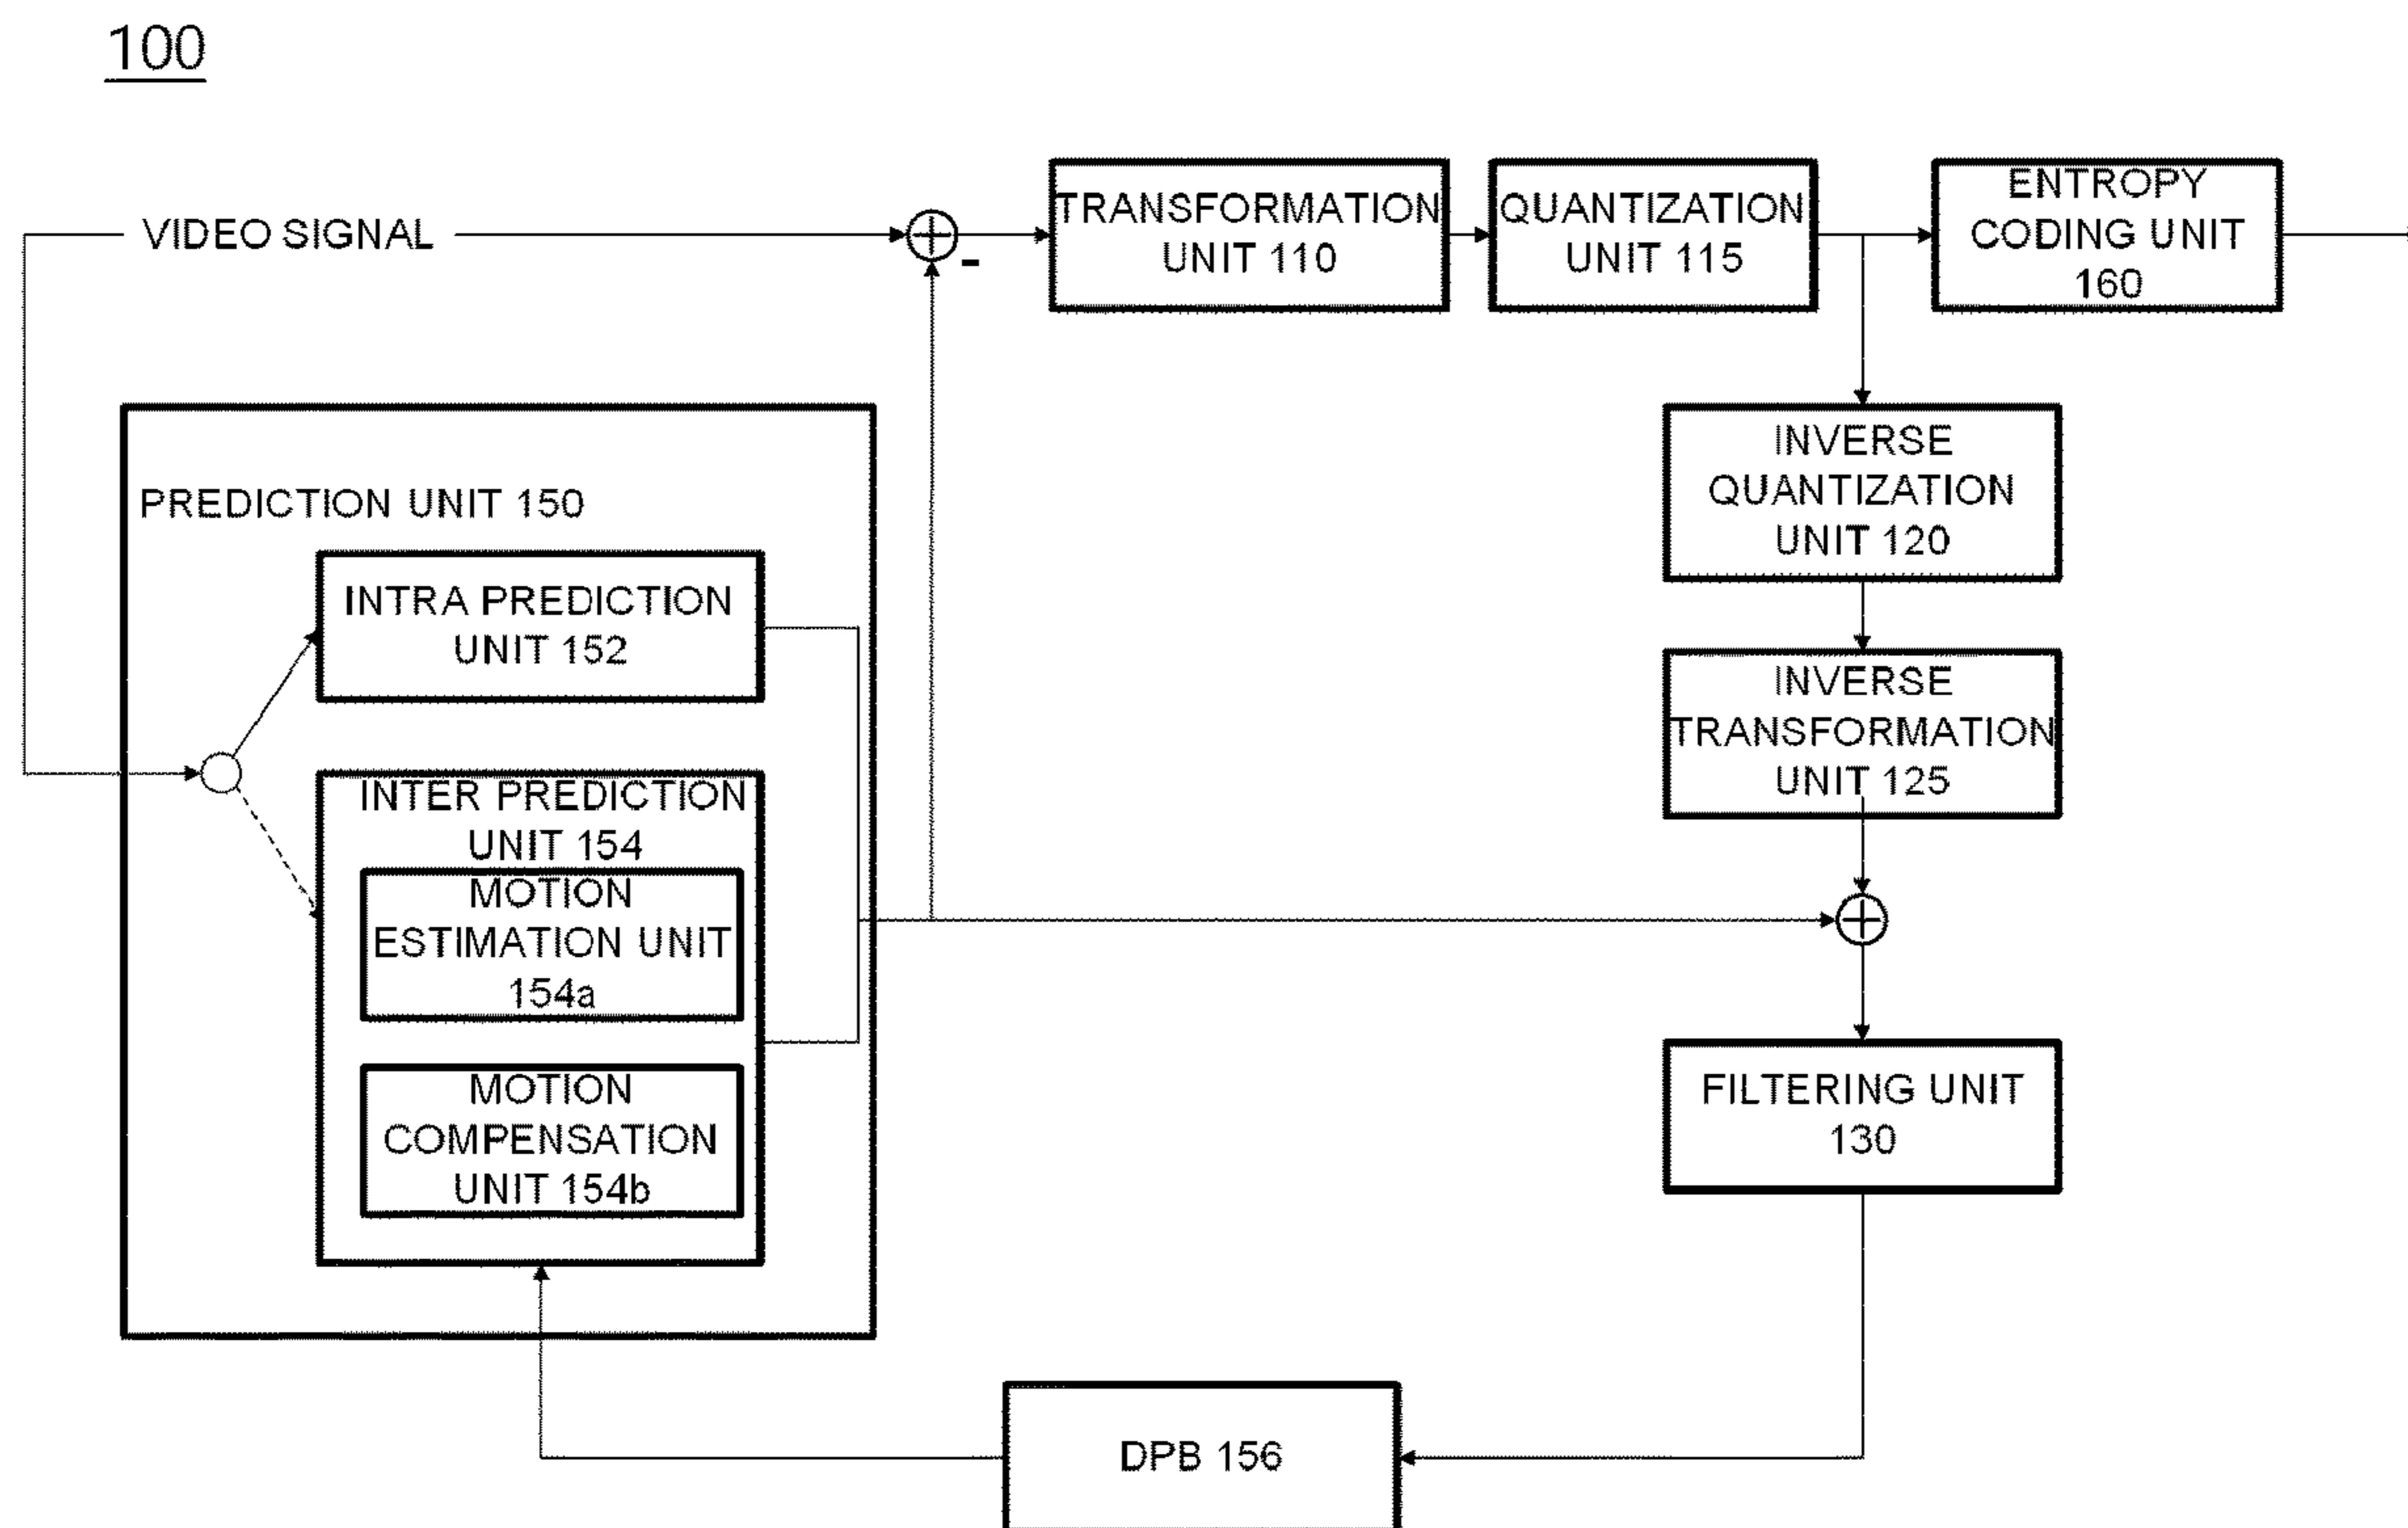 100
VIDEO SIGNAL
-
TRANSFORMATION
UNIT 110
QUANTIZATION
UNIT 115
ENTROPY
CODING UNIT
160
INVERSE
QUANTIZATION
UNIT 120
INVERSE
TRANSFORMATION
UNIT 125
PREDICTION UNIT 150
INTRA PREDICTION
UNIT 152
INTER PREDICTION
UNIT 154
MOTION
ESTIMATION UNIT
154a
MOTION
COMPENSATION
UNIT 154b
FILTERING UNIT
130
DPB 156